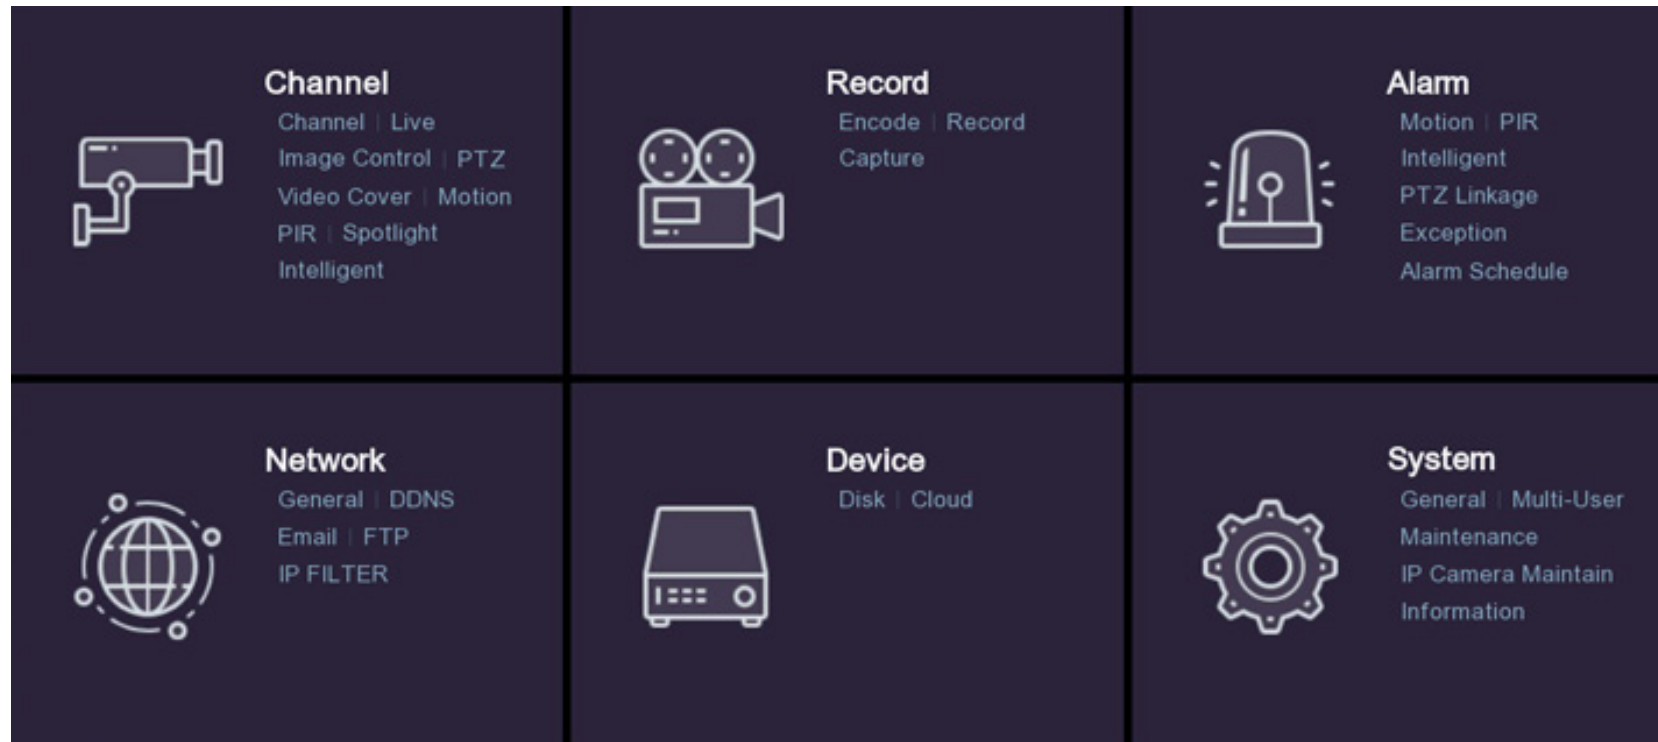 Channel
Channel | Live
Image Control | PTZ
Video Cover | Motion
PIR | Spotlight
Intelligent
Record
Encode | Record
Capture
Alarm
Motion | PIR
Intelligent
PTZ Linkage
Exception
Alarm Schedule
Network
General | DDNS
Email | FTP
IP FILTER
Device
Disk | Cloud
System
General | Multi-User
Maintenance
IP Camera Maintain
Information